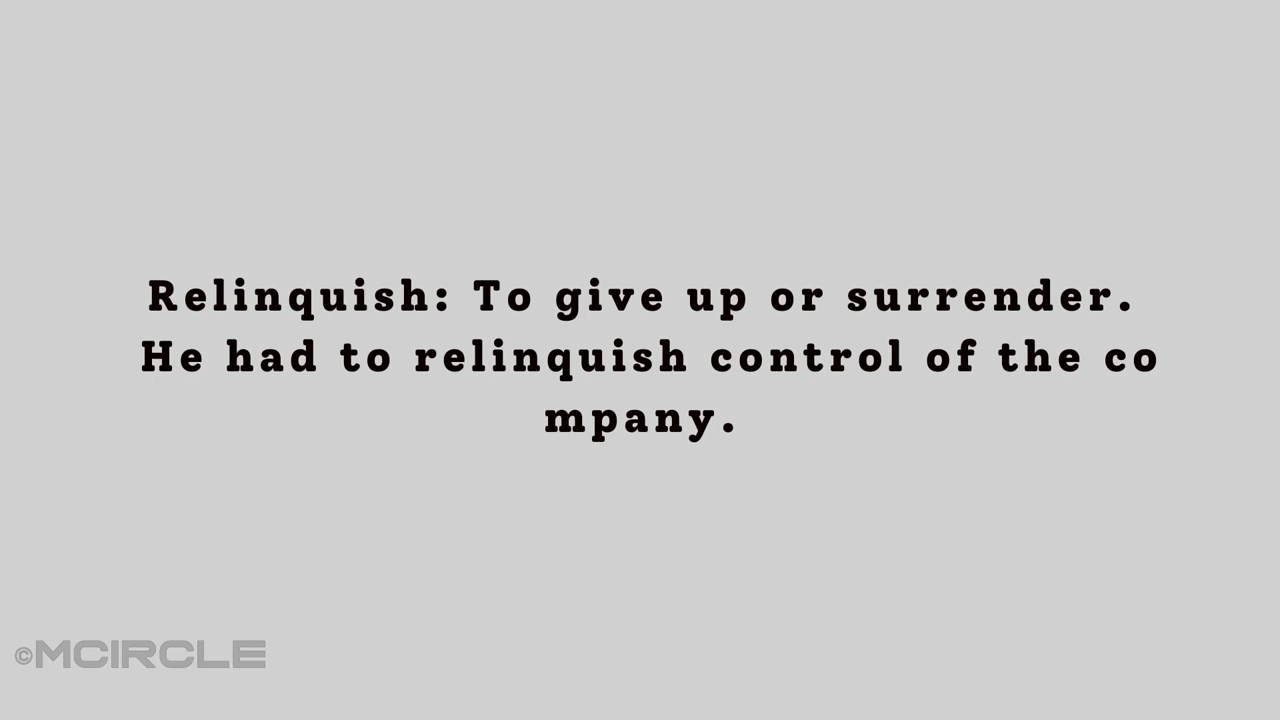 Relinquish: To give up or surrender.
He had to relinquish control of the co
mpany.
©MCIRCLE